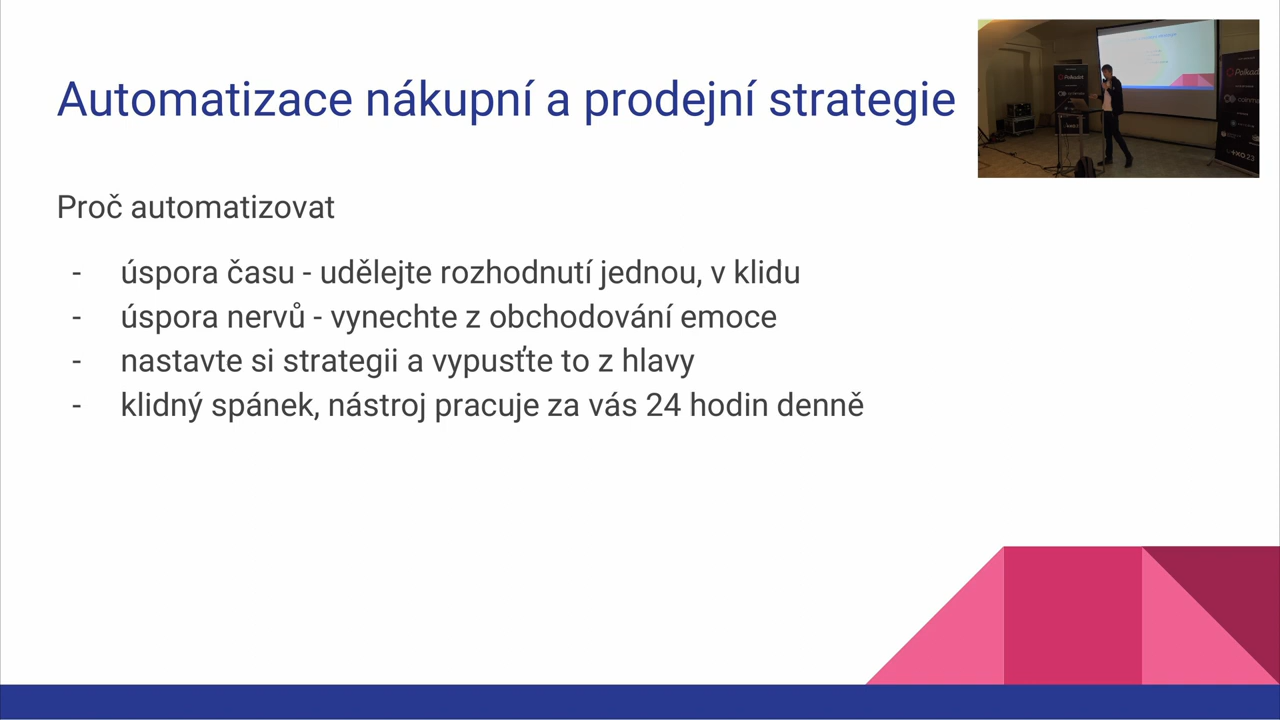 Automatizace nákupní a prodejní strategie
Proč automatizovat
- úspora času - udělejte rozhodnutí jednou, v klidu
- úspora nervů - vynechte z obchodování emoce
- nastavte si strategii a vypusťte to z hlavy
- klidný spánek, nástroj pracuje za vás 24 hodin denně
Polkadot